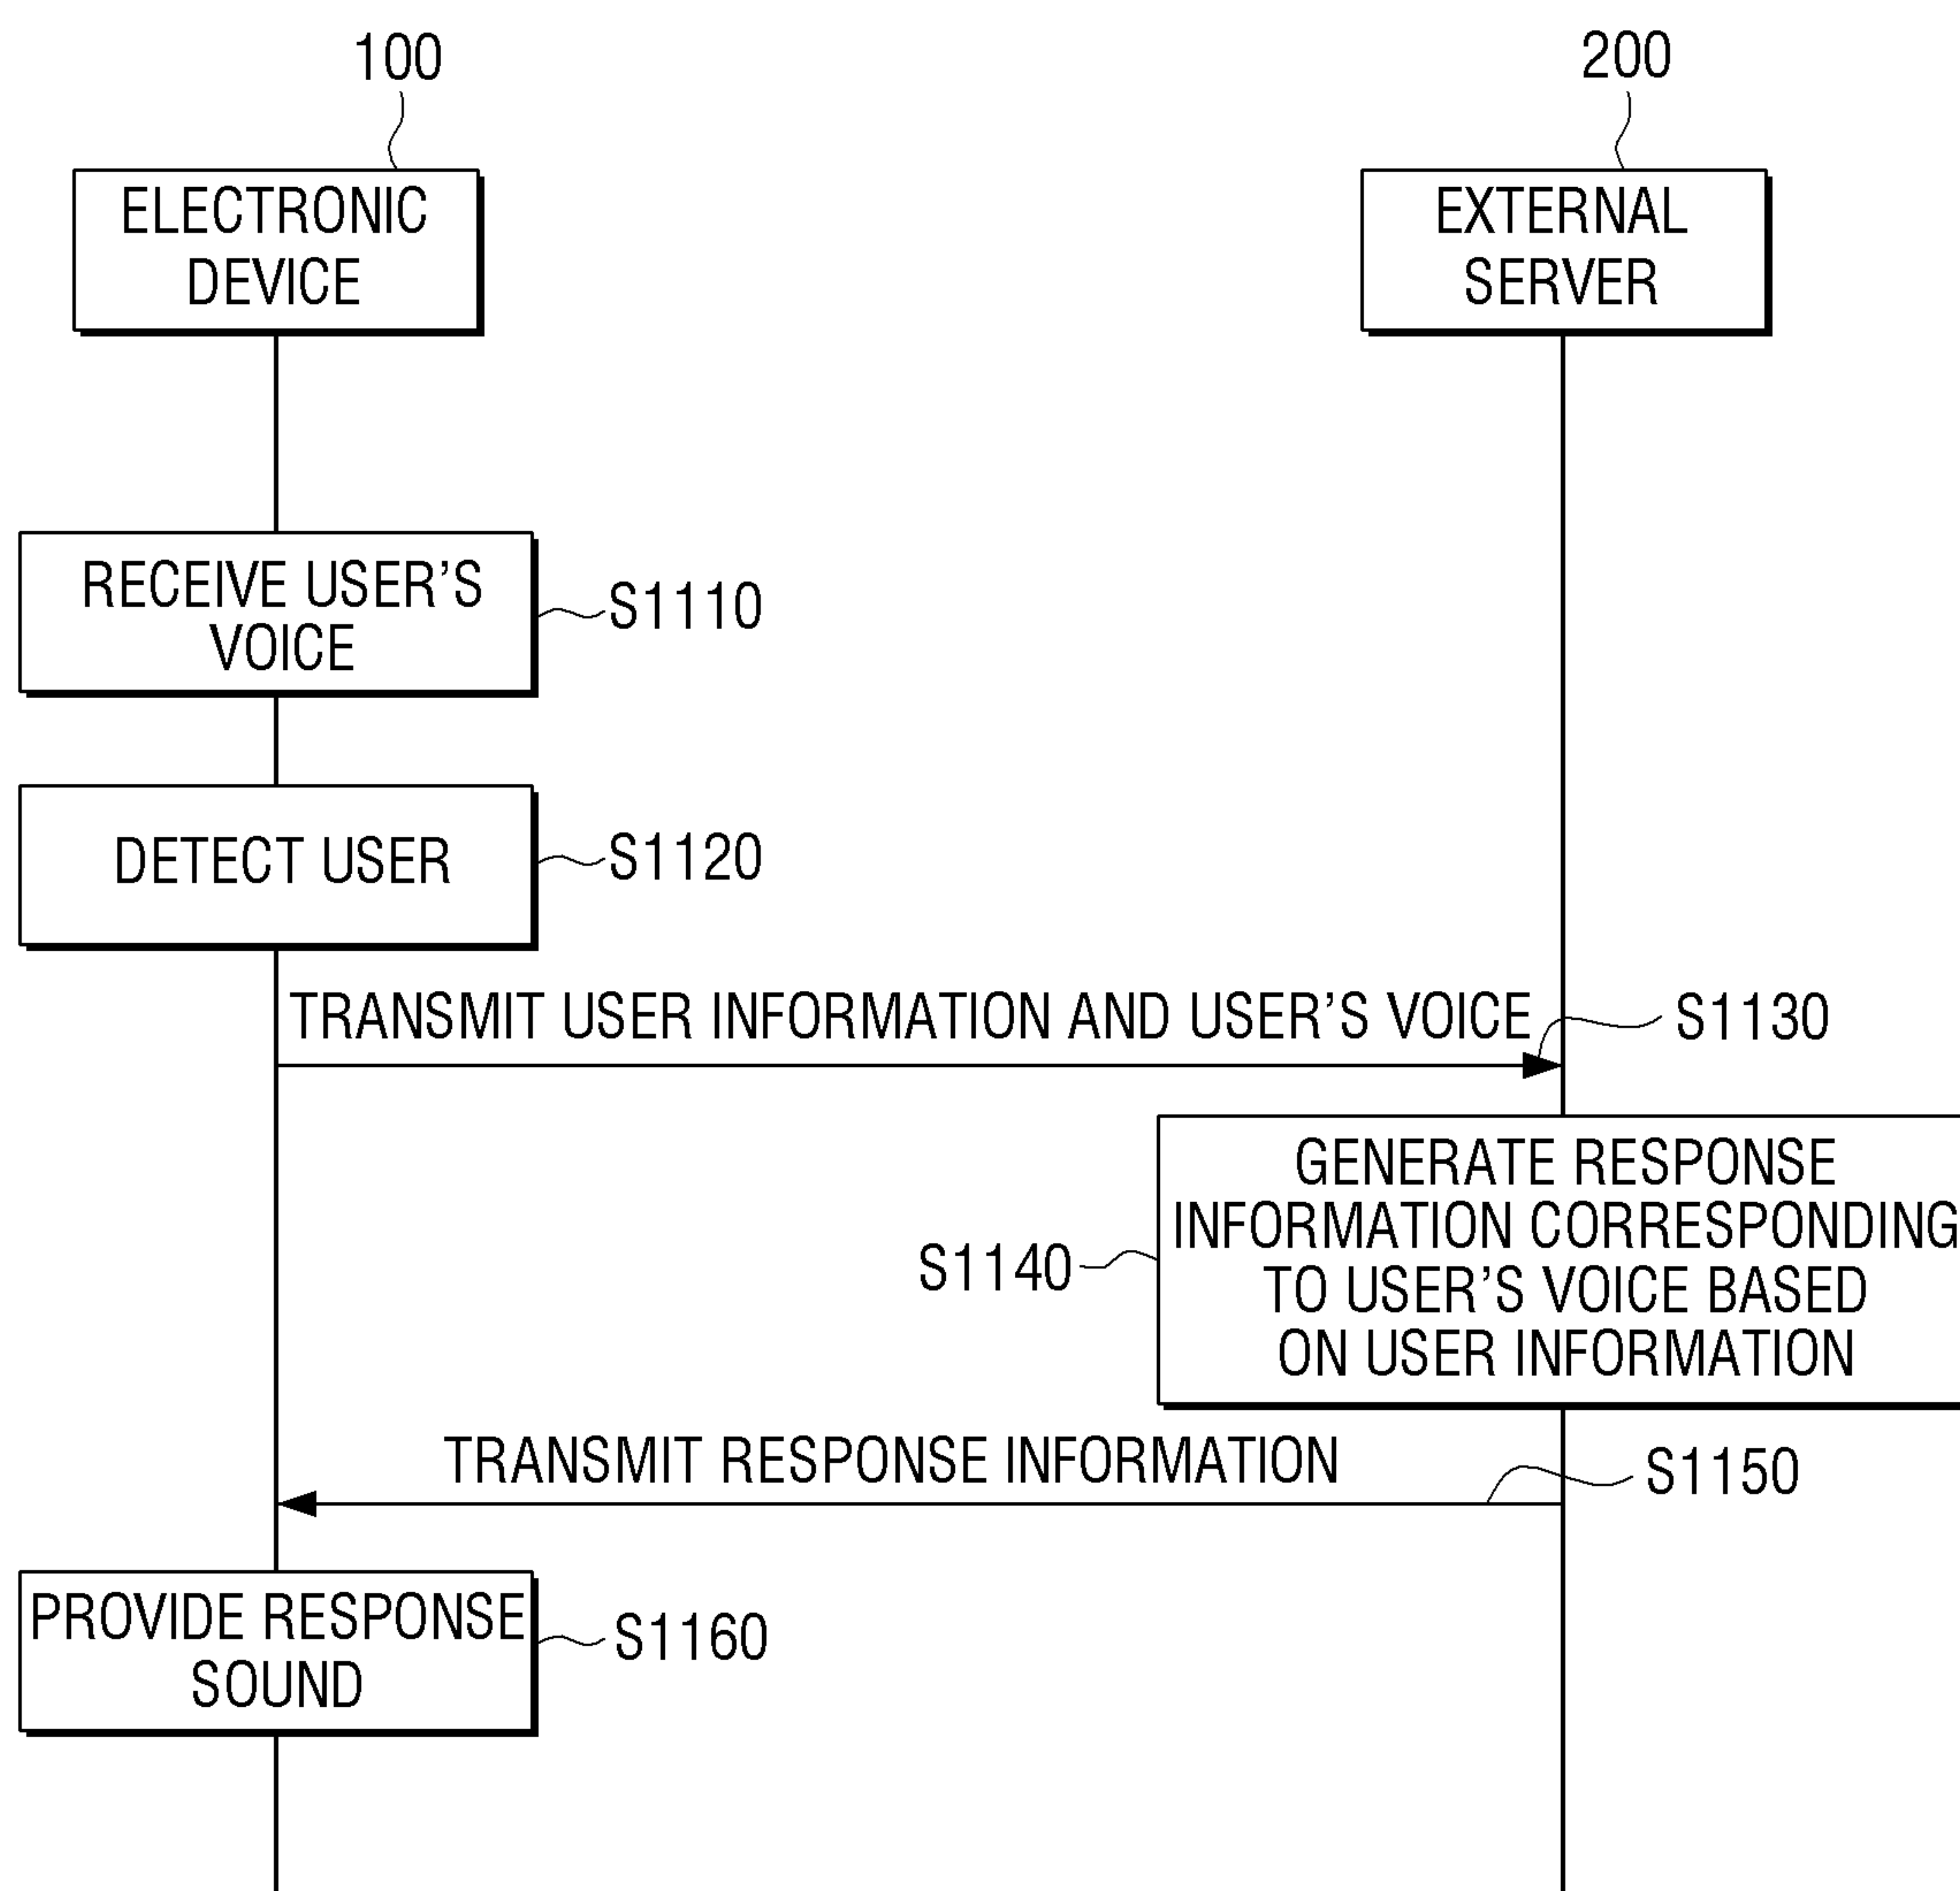 100
200
ELECTRONIC
DEVICE
EXTERNAL
SERVER
RECEIVE USER'S
VOICE
S1110
DETECT USER
S1120
TRANSMIT USER INFORMATION AND USER'S VOICE
S1130
GENERATE RESPONSE
INFORMATION CORRESPONDING
TO USER'S VOICE BASED
ON USER INFORMATION
S1140
TRANSMIT RESPONSE INFORMATION
S1150
PROVIDE RESPONSE
SOUND
S1160